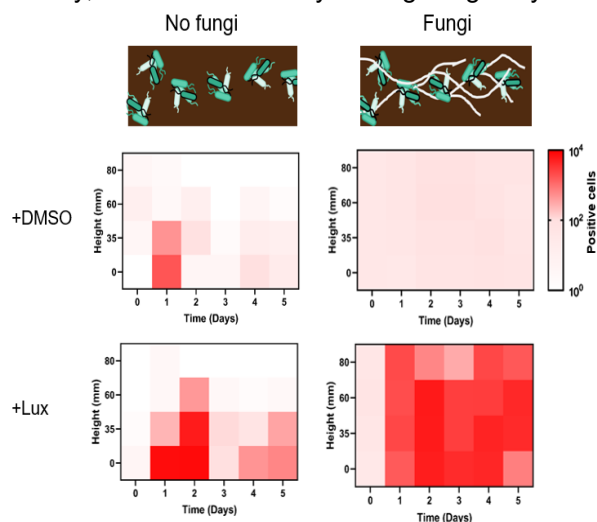 No fungi
Fungi
+DMSO
Height (mm)
80
60
35
0
0 1 2 3 4 5
Time (Days)
80
60
35
0
0 1 2 3 4 5
Time (Days)
Height (mm)
10⁴
10²
10⁰
Positive cells
+Lux
Height (mm)
80
60
35
0
0 1 2 3 4 5
Time (Days)
Height (mm)
80
60
35
0
0 1 2 3 4 5
Time (Days)